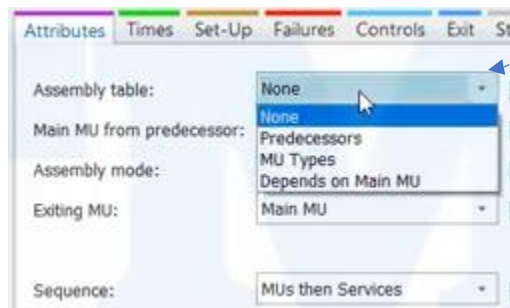 Attributes Times Set-Up Failures Controls Exit St
Assembly table: None
None
Main MU from predecessor: Predecessors
MU Types
Assembly mode: Depends on Main MU
Exiting MU: Main MU
Sequence: MUs then Services